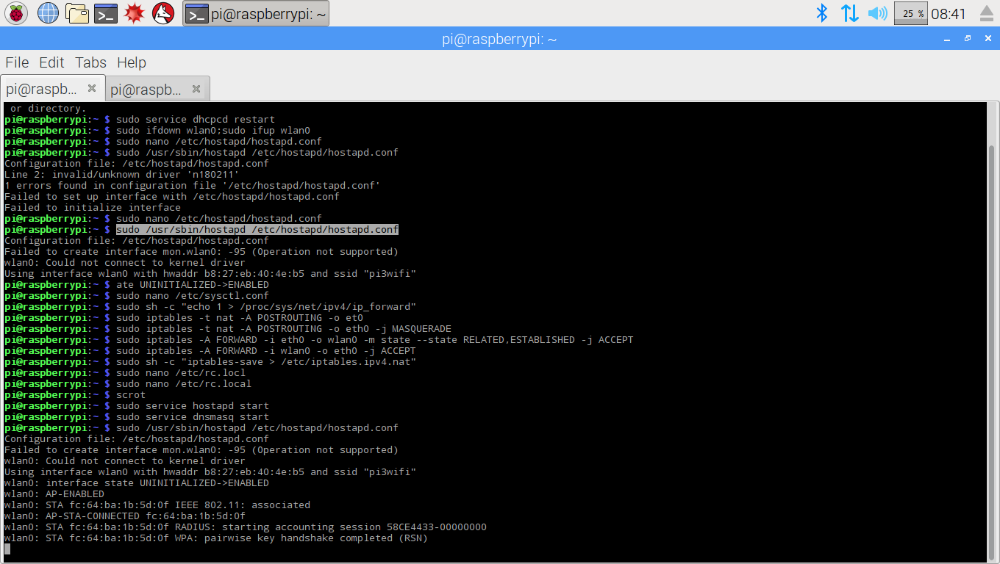 pi@raspberrypi: ~
25 %
08:41
pi@raspberrypi: ~
File Edit Tabs Help
pi@raspb... pi@raspb...
or directory.
pi@raspberrypi:~ $ sudo service dhcpcd restart
pi@raspberrypi:~ $ sudo ifdown wlan0;sudo ifup wlan0
pi@raspberrypi:~ $ sudo nano /etc/hostapd/hostapd.conf
pi@raspberrypi:~ $ sudo /usr/sbin/hostapd /etc/hostapd/hostapd.conf
Configuration file: /etc/hostapd/hostapd.conf
Line 2: invalid/unknown driver 'n180211'
1 errors found in configuration file '/etc/hostapd/hostapd.conf'
Failed to set up interface with /etc/hostapd/hostapd.conf
Failed to initialize interface
pi@raspberrypi:~ $ sudo nano /etc/hostapd/hostapd.conf
pi@raspberrypi:~ $ sudo /usr/sbin/hostapd /etc/hostapd/hostapd.conf
Configuration file: /etc/hostapd/hostapd.conf
Failed to create interface mon.wlan0: -95 (Operation not supported)
wlan0: Could not connect to kernel driver
Using interface wlan0 with hwaddr b8:27:eb:40:4e:b5 and ssid "pi3wifi"
pi@raspberrypi:~ $ ate UNINITIALIZED->ENABLED
pi@raspberrypi:~ $ sudo nano /etc/sysctl.conf
pi@raspberrypi:~ $ sudo sh -c "echo 1 > /proc/sys/net/ipv4/ip_forward"
pi@raspberrypi:~ $ sudo iptables -t nat -A POSTROUTING -o et0
pi@raspberrypi:~ $ sudo iptables -t nat -A POSTROUTING -o eth0 -j MASQUERADE
pi@raspberrypi:~ $ sudo iptables -A FORWARD -i eth0 -o wlan0 -m state --state RELATED,ESTABLISHED -j ACCEPT
pi@raspberrypi:~ $ sudo iptables -A FORWARD -i wlan0 -o eth0 -j ACCEPT
pi@raspberrypi:~ $ sudo sh -c "iptables-save > /etc/iptables.ipv4.nat"
pi@raspberrypi:~ $ sudo nano /etc/rc.locl
pi@raspberrypi:~ $ sudo nano /etc/rc.local
pi@raspberrypi:~ $ scrot
pi@raspberrypi:~ $ sudo service hostapd start
pi@raspberrypi:~ $ sudo service dnsmasq start
pi@raspberrypi:~ $ sudo /usr/sbin/hostapd /etc/hostapd/hostapd.conf
Configuration file: /etc/hostapd/hostapd.conf
Failed to create interface mon.wlan0: -95 (Operation not supported)
wlan0: Could not connect to kernel driver
Using interface wlan0 with hwaddr b8:27:eb:40:4e:b5 and ssid "pi3wifi"
wlan0: interface state UNINITIALIZED->ENABLED
wlan0: AP-ENABLED
wlan0: STA fc:64:ba:1b:5d:0f IEEE 802.11: associated
wlan0: AP-STA-CONNECTED fc:64:ba:1b:5d:0f
wlan0: STA fc:64:ba:1b:5d:0f RADIUS: starting accounting session 58CE4433-00000000
wlan0: STA fc:64:ba:1b:5d:0f WPA: pairwise key handshake completed (RSN)